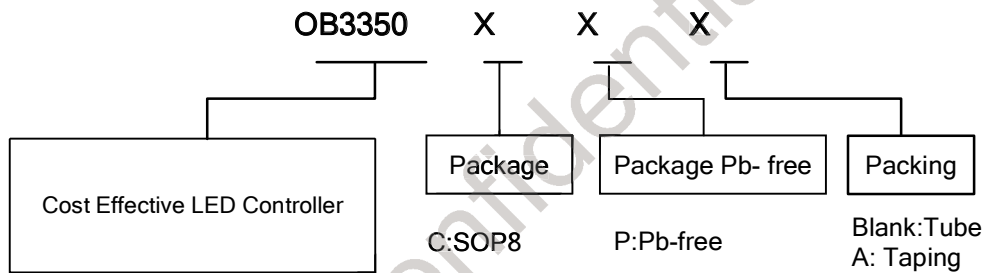 OB3350 X X X
Cost Effective LED Controller
Package
Package Pb- free
Packing
C:SOP8
P:Pb-free
Blank:Tube
A: Taping